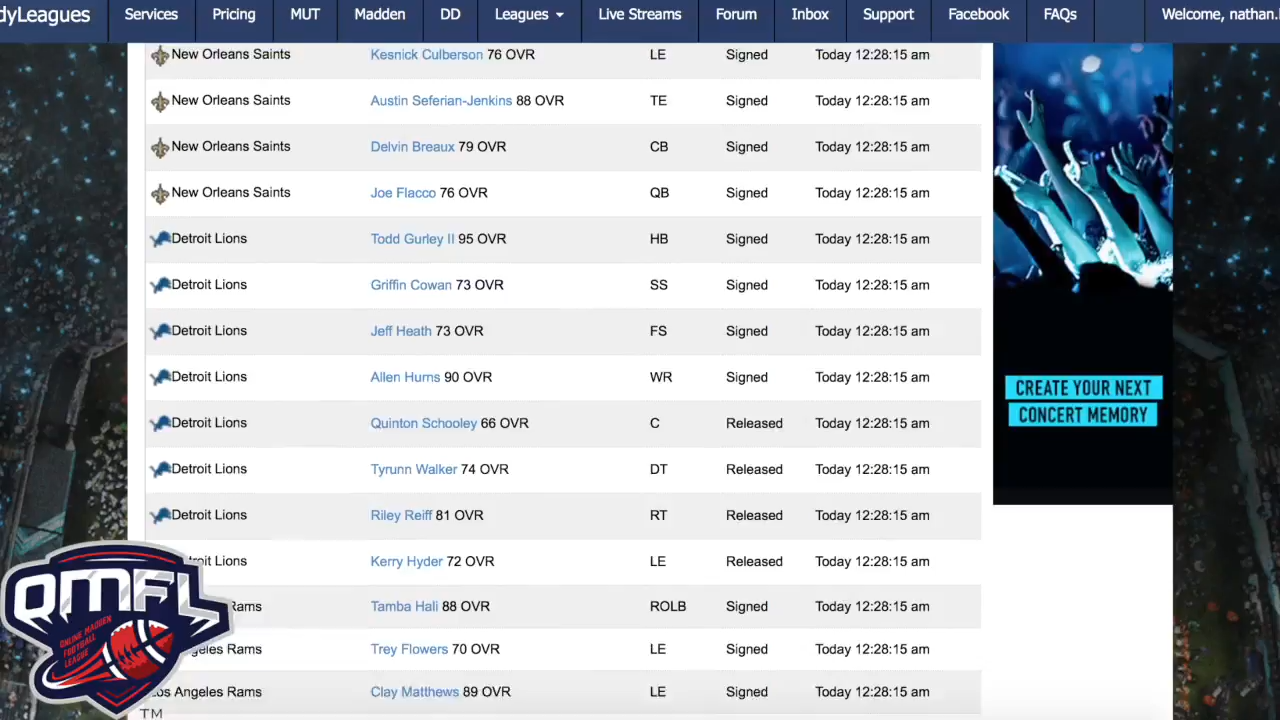 dyLeagues Services Pricing MUT Madden DD Leagues Live Streams Forum Inbox Support Facebook FAQs Welcome, nathan.
New Orleans Saints Kesnick Culberson 76 OVR LE Signed Today 12:28:15 am
New Orleans Saints Austin Seferian-Jenkins 88 OVR TE Signed Today 12:28:15 am
New Orleans Saints Delvin Breaux 79 OVR CB Signed Today 12:28:15 am
New Orleans Saints Joe Flacco 76 OVR QB Signed Today 12:28:15 am
Detroit Lions Todd Gurley II 95 OVR HB Signed Today 12:28:15 am
Detroit Lions Griffin Cowan 73 OVR SS Signed Today 12:28:15 am
Detroit Lions Jeff Heath 73 OVR FS Signed Today 12:28:15 am
Detroit Lions Allen Hurns 90 OVR WR Signed Today 12:28:15 am
Detroit Lions Quinton Schooley 66 OVR C Released Today 12:28:15 am
Detroit Lions Tyrunn Walker 74 OVR DT Released Today 12:28:15 am
Detroit Lions Riley Reiff 81 OVR RT Released Today 12:28:15 am
troit Lions Kerry Hyder 72 OVR LE Released Today 12:28:15 am
Rams Tamba Hali 88 OVR ROLB Signed Today 12:28:15 am
geles Rams Trey Flowers 70 OVR LE Signed Today 12:28:15 am
os Angeles Rams Clay Matthews 89 OVR LE Signed Today 12:28:15 am
CREATE YOUR NEXT
CONCERT MEMORY
OMFL
ONLINE MADDEN
FOOTBALL
LEAGUE
TM